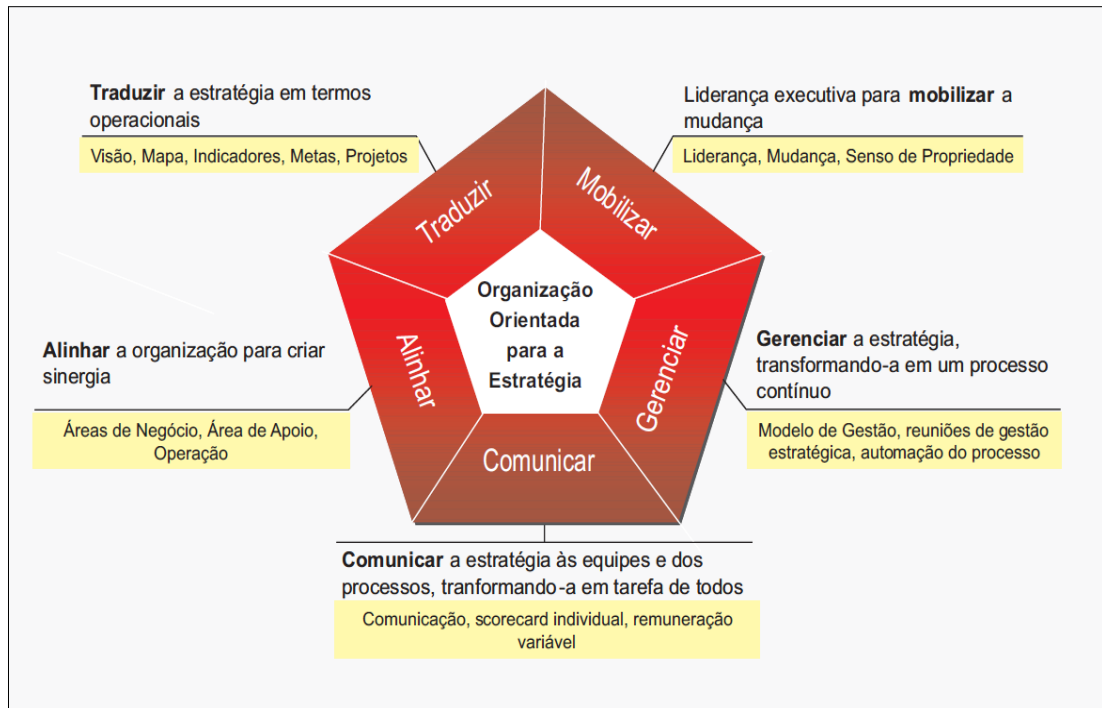 Traduzir a estratégia em termos
operacionais
Visão, Mapa, Indicadores, Metas, Projetos
Liderança executiva para mobilizar a
mudança
Liderança, Mudança, Senso de Propriedade
Traduzir
Mobilizar
Organização
Orientada
para a
Estratégia
Alinhar
Gerenciar
Comunicar
Alinhar a organização para criar
sinergia
Áreas de Negócio, Área de Apoio,
Operação
Gerenciar a estratégia,
transformando-a em um processo
contínuo
Modelo de Gestão, reuniões de gestão
estratégica, automação do processo
Comunicar a estratégia às equipes e dos
processos, tranformando-a em tarefa de todos
Comunicação, scorecard individual, remuneração
variável